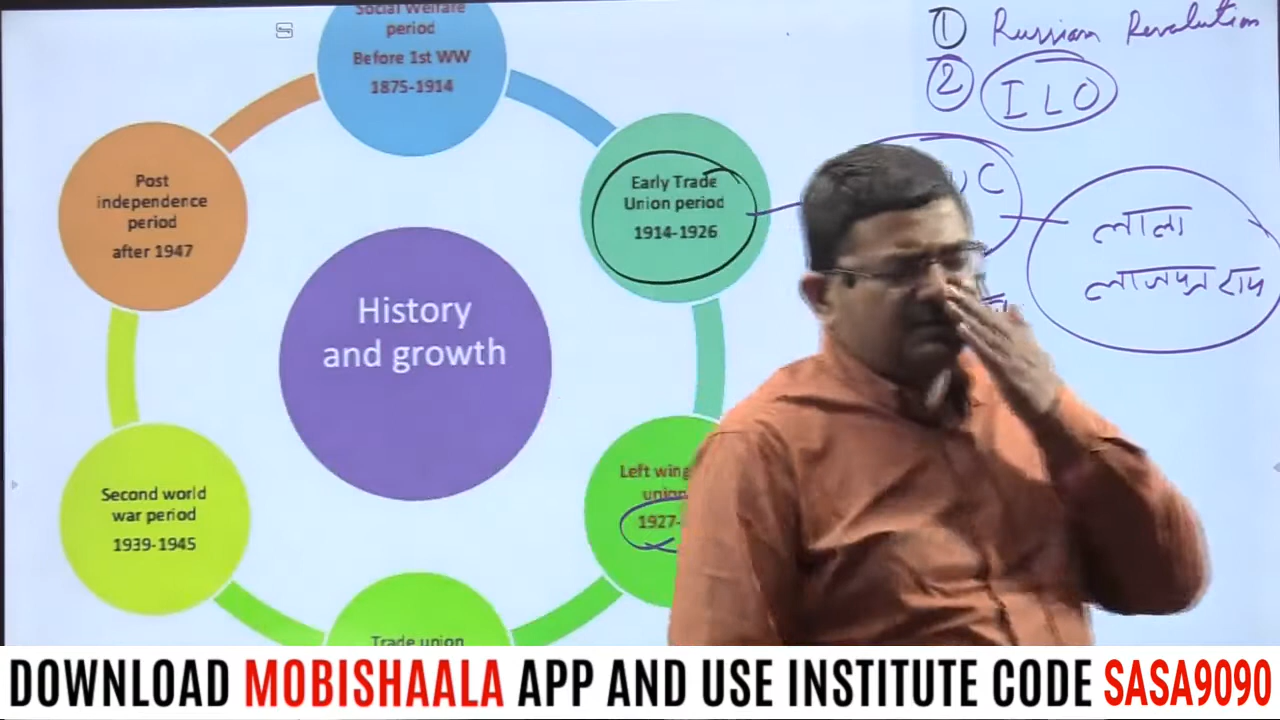 Social Welfare
period
Before 1st WW
1875-1914
Early Trade
Union period
1914-1926
Post
independence
period
after 1947
History
and growth
Second world
war period
1939-1945
Left wing
union
1927-
Trade union
① Russian Revolution
② ILO
UC
लाला
DOWNLOAD MOBISHAALA APP AND USE INSTITUTE CODE SASA9090